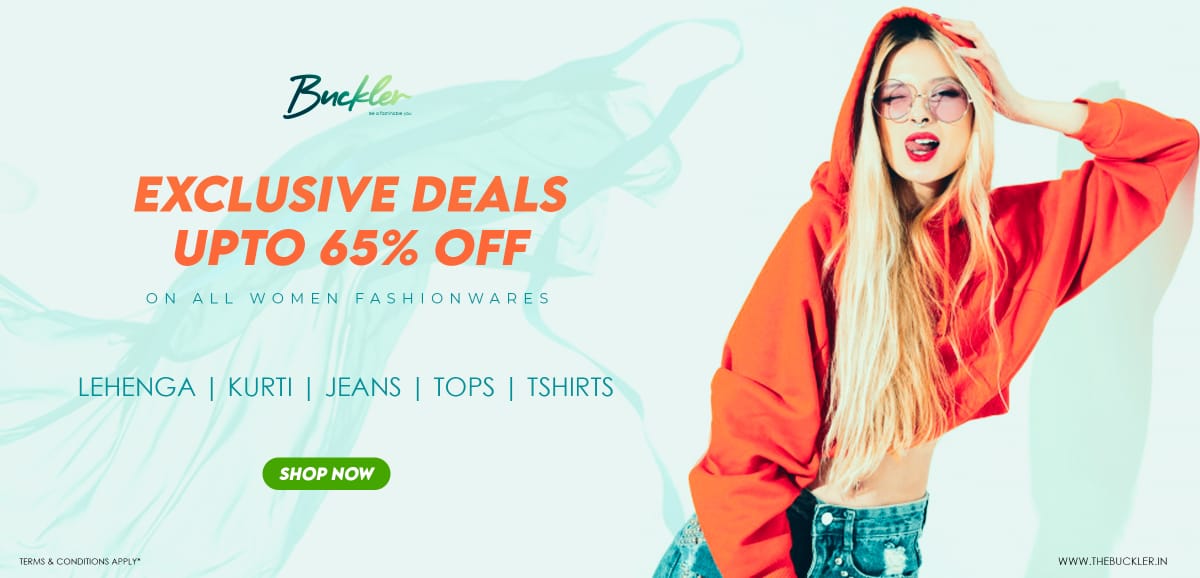 Buckler
EXCLUSIVE DEALS
UPTO 65% OFF
ON ALL WOMEN FASHIONWARES
LEHENGA | KURTI | JEANS | TOPS | TSHIRTS
SHOP NOW
TERMS & CONDITIONS APPLY*
WWW.THEBUCKLER.IN